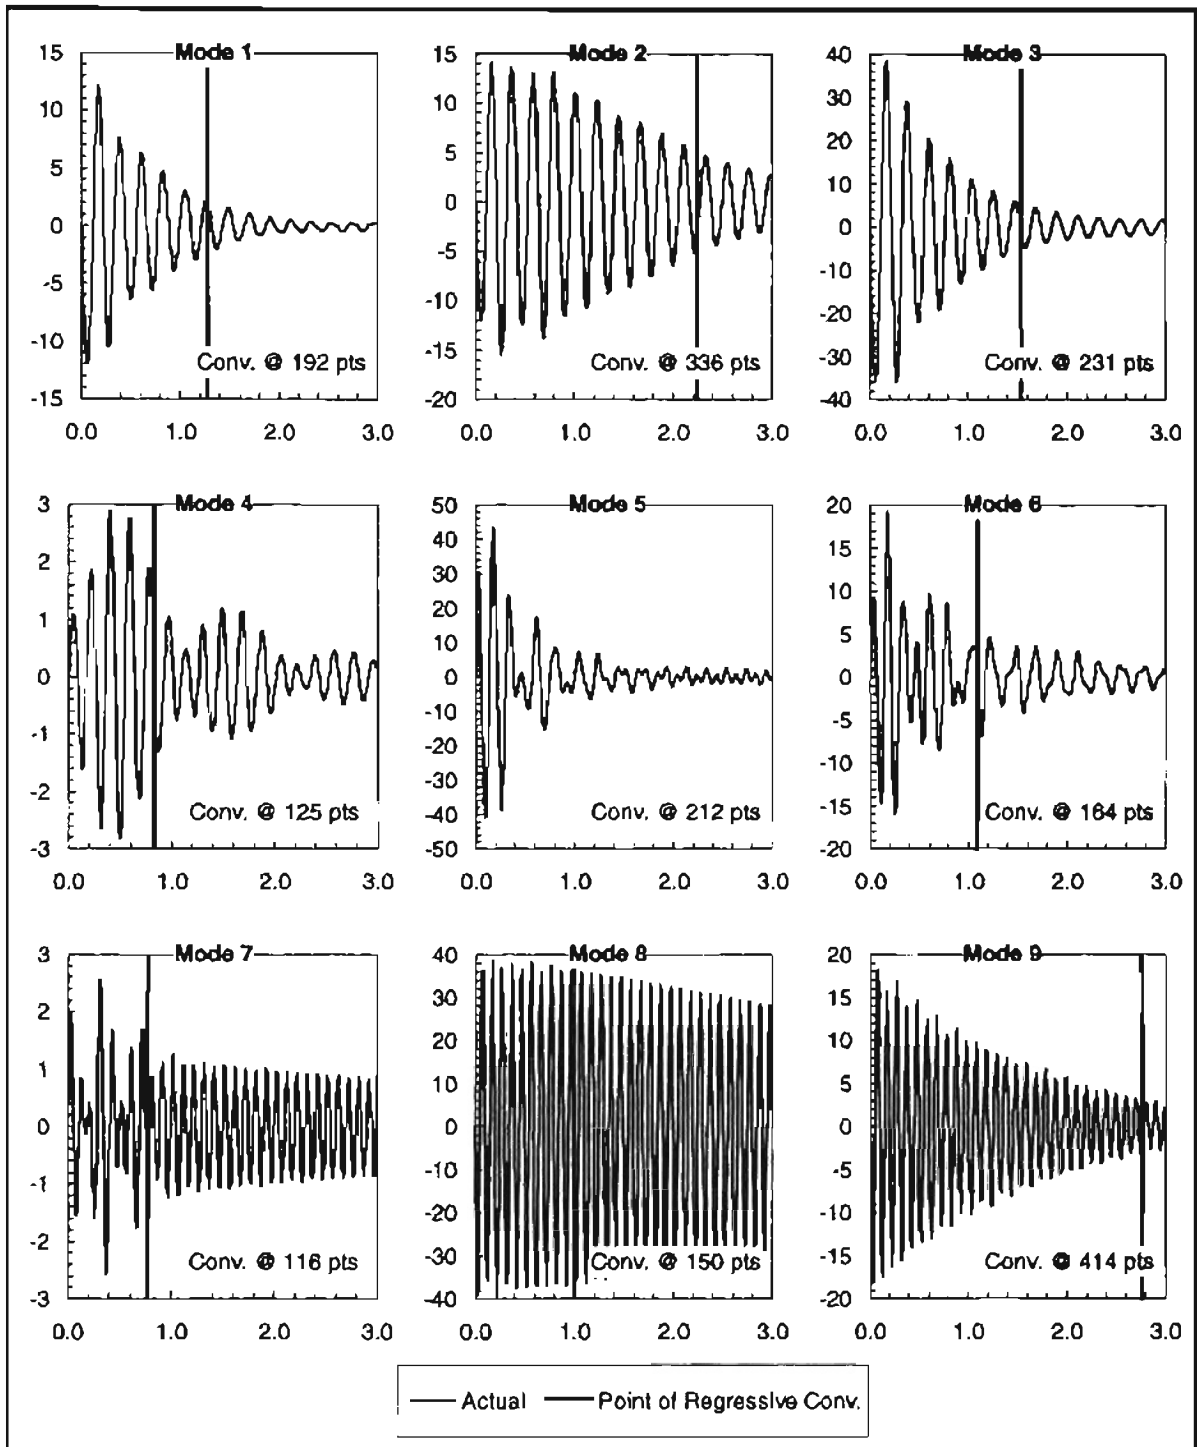 Mode 1
15
10
5
0
-5
-10
-15
Conv. @ 192 pts
0.0 1.0 2.0 3.0
Mode 2
15
10
5
0
-5
-10
-15
-20
Conv. @ 336 pts
0.0 1.0 2.0 3.0
Mode 3
40
30
20
10
0
-10
-20
-30
-40
Conv. @ 231 pts
0.0 1.0 2.0 3.0
Mode 4
3
2
1
0
-1
-2
-3
Conv. @ 125 pts
0.0 1.0 2.0 3.0
Mode 5
50
40
30
20
10
0
-10
-20
-30
-40
-50
Conv. @ 212 pts
0.0 1.0 2.0 3.0
Mode 6
20
15
10
5
0
-5
-10
-15
-20
Conv. @ 164 pts
0.0 1.0 2.0 3.0
Mode 7
3
2
1
0
-1
-2
-3
Conv. @ 116 pts
0.0 1.0 2.0 3.0
Mode 8
40
30
20
10
0
-10
-20
-30
-40
Conv. @ 150 pts
0.0 1.0 2.0 3.0
Mode 9
20
15
10
5
0
-5
-10
-15
-20
Conv. @ 414 pts
0.0 1.0 2.0 3.0
Actual Point of Regressive Conv.